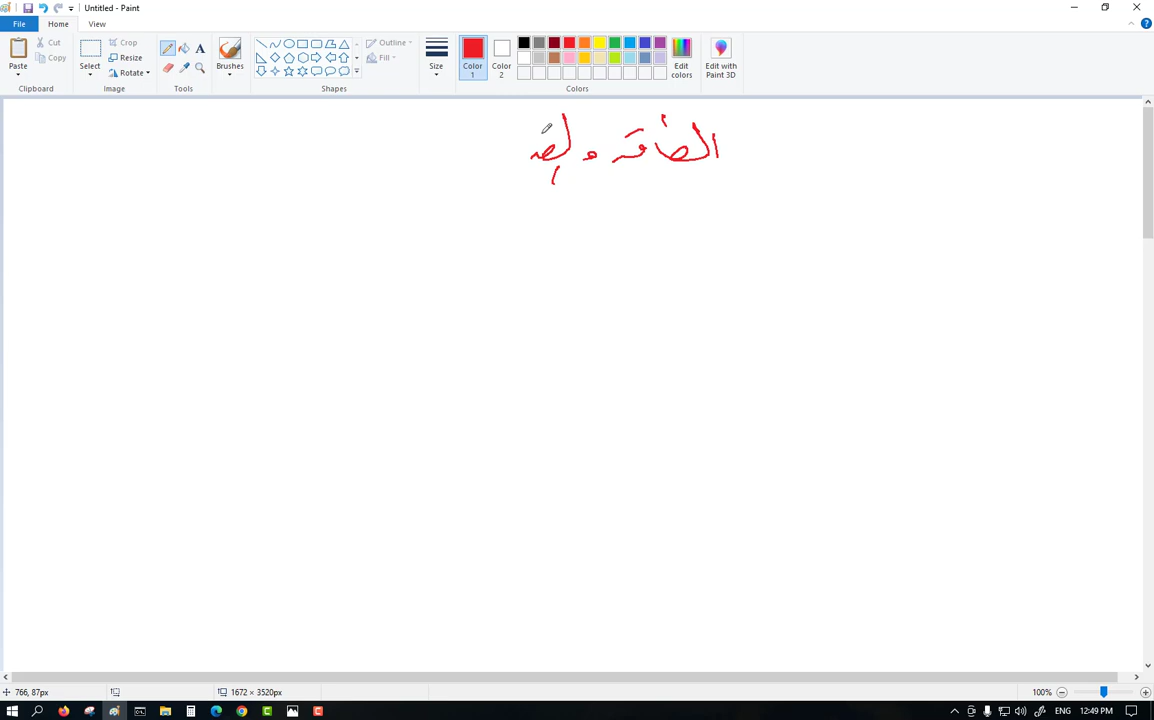 Untitled - Paint
File Home View
Paste Cut Copy Select Crop Resize Rotate Brushes Outline Fill Size Color 1 Color 2 Edit colors Edit with Paint 3D
Clipboard Image Tools Shapes Colors
766, 87px 1672 × 3520px 100%
ENG 12:49 PM